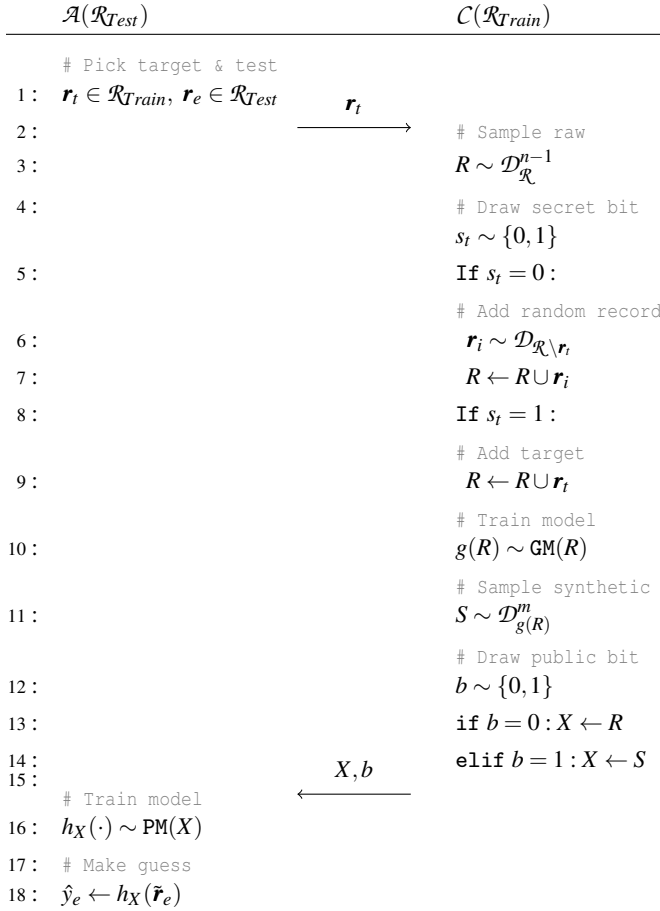 𝒜(ℛ_Test) 𝒞(ℛ_Train)
# Pick target & test
1 : r_t ∈ ℛ_Train, r_e ∈ ℛ_Test r_t
2 : # Sample raw
3 : R ∼ 𝒟_ℛ^{n−1}
4 : # Draw secret bit
s_t ∼ {0,1}
5 : If s_t = 0 :
# Add random record
6 : r_i ∼ 𝒟_{ℛ\r_t}
7 : R ← R ∪ r_i
8 : If s_t = 1 :
# Add target
9 : R ← R ∪ r_t
# Train model
10 : g(R) ∼ GM(R)
# Sample synthetic
11 : S ∼ 𝒟_{g(R)}^m
# Draw public bit
12 : b ∼ {0,1}
13 : if b = 0 : X ← R
14 : elif b = 1 : X ← S
15 : X, b
# Train model
16 : h_X(·) ∼ PM(X)
17 : # Make guess
18 : ŷ_e ← h_X(r̃_e)